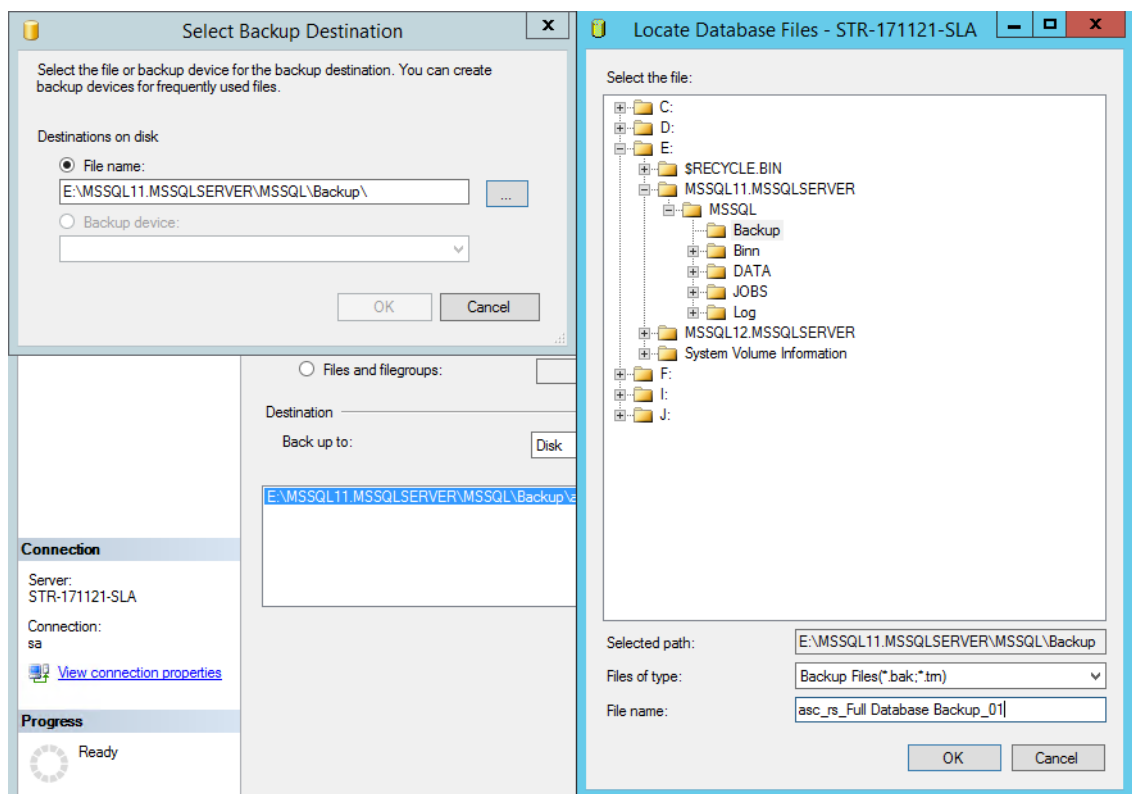 Select Backup Destination
x
Select the file or backup device for the backup destination. You can create
backup devices for frequently used files.
Destinations on disk
File name:
E:\MSSQL11.MSSQLSERVER\MSSQL\Backup\
...
Backup device:
OK
Cancel
Files and filegroups:
Destination
Back up to:
Disk
E:\MSSQL11.MSSQLSERVER\MSSQL\Backup\a
Connection
Server:
STR-171121-SLA
Connection:
sa
View connection properties
Progress
Ready
Locate Database Files - STR-171121-SLA
x
Select the file:
C:
D:
E:
$RECYCLE.BIN
MSSQL11.MSSQLSERVER
MSSQL
Backup
Binn
DATA
JOBS
Log
MSSQL12.MSSQLSERVER
System Volume Information
F:
I:
J:
Selected path:
E:\MSSQL11.MSSQLSERVER\MSSQL\Backup
Files of type:
Backup Files(*.bak;*.trn)
File name:
asc_rs_Full Database Backup_01
OK
Cancel